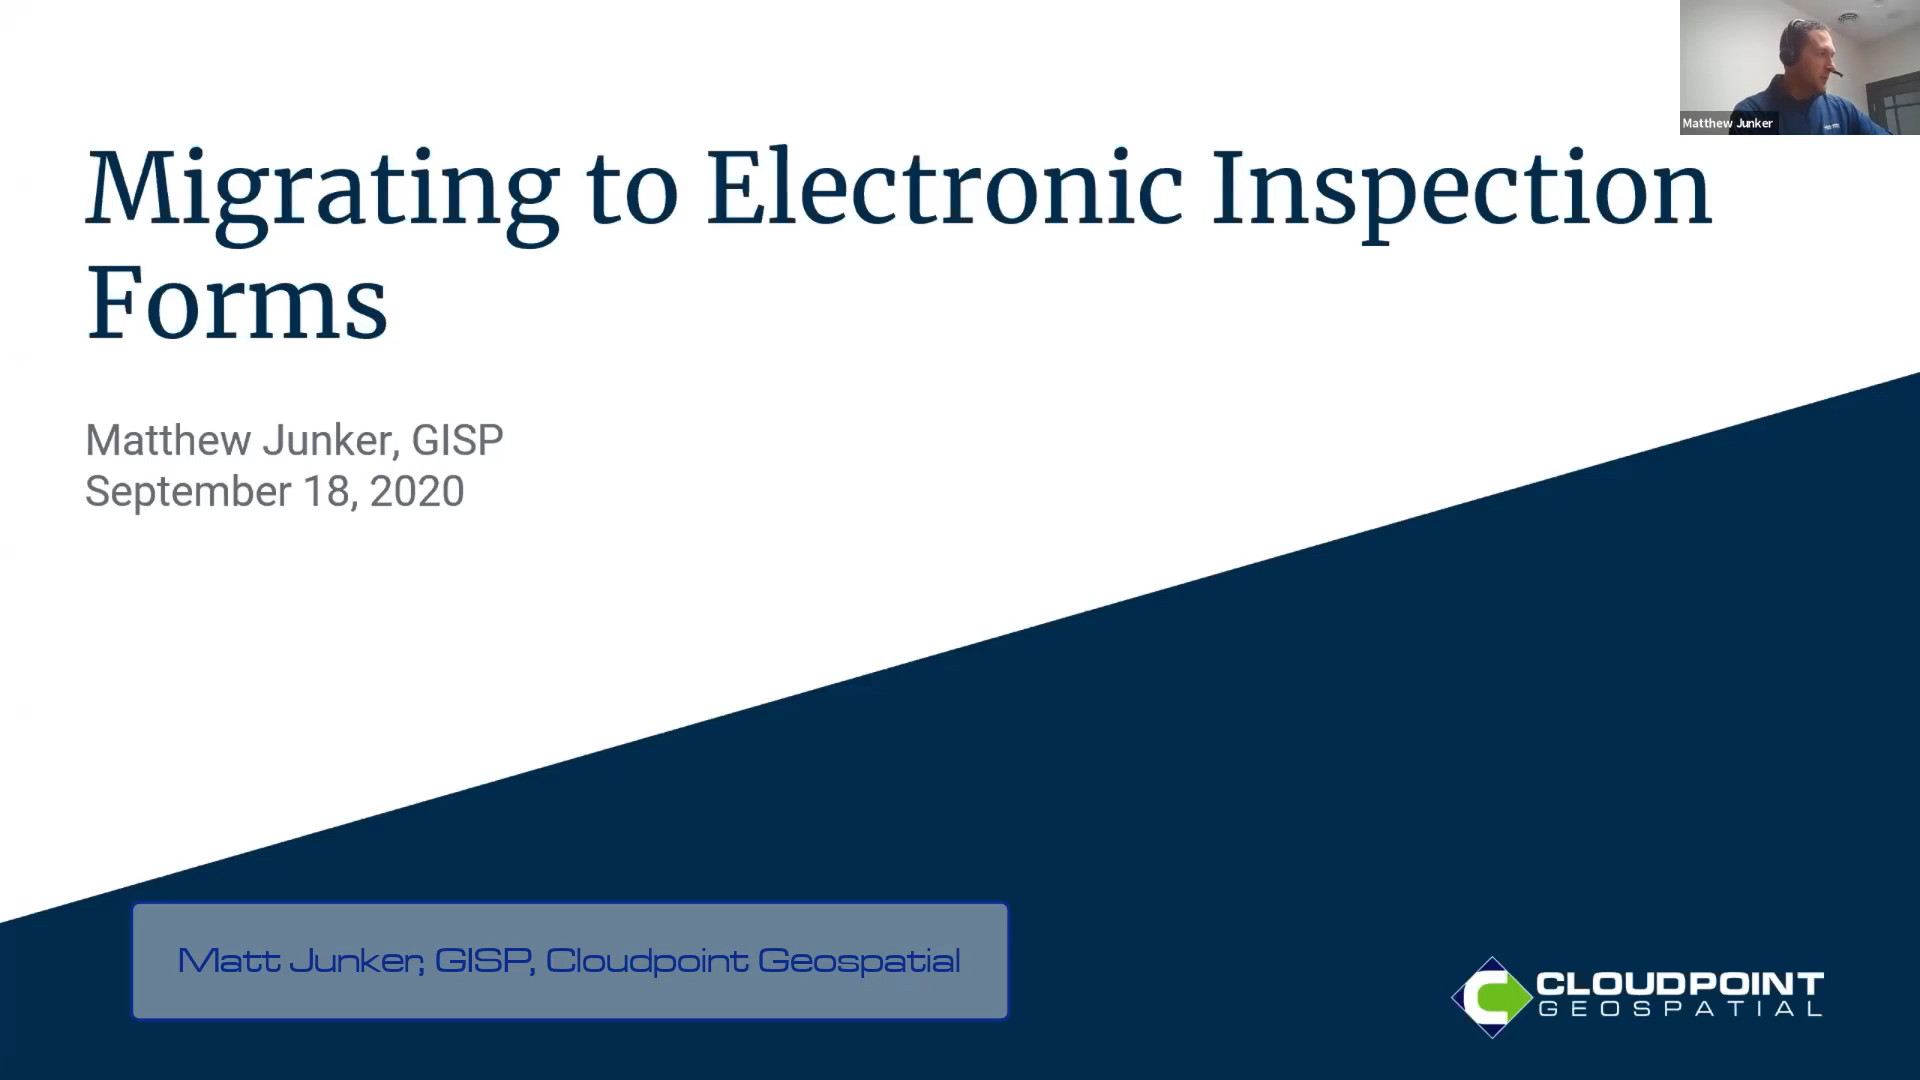 Matthew Junker
Migrating to Electronic Inspection
Forms
Matthew Junker, GISP
September 18, 2020
Matt Junker, GISP, Cloudpoint Geospatial
CLOUDPOINT
GEOSPATIAL